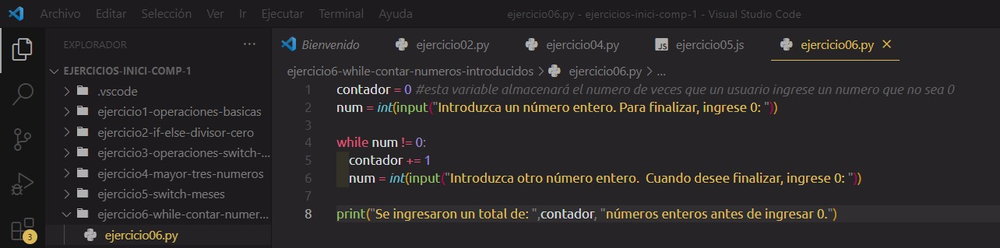 Archivo Editar Selección Ver Ir Ejecutar Terminal Ayuda ejercicio06.py - ejercicios-inici-comp-1 - Visual Studio Code
EXPLORADOR ...
EJERCICIOS-INICI-COMP-1
.vscode
ejercicio1-operaciones-basicas
ejercicio2-if-else-divisor-cero
ejercicio3-operaciones-switch-...
ejercicio4-mayor-tres-numeros
ejercicio5-switch-meses
ejercicio6-while-contar-numer...
ejercicio06.py
3
Bienvenido ejercicio02.py ejercicio04.py JS ejercicio05.js ejercicio06.py ×
ejercicio6-while-contar-numeros-introducidos > ejercicio06.py > ...
1 contador = 0 #esta variable almacenará el numero de veces que un usuario ingrese un numero que no sea 0
2 num = int(input("Introduzca un número entero. Para finalizar, ingrese 0: "))
3
4 while num != 0:
5 contador += 1
6 num = int(input("Introduzca otro número entero.  Cuando desee finalizar, ingrese 0: "))
7
8 print("Se ingresaron un total de: ",contador, "números enteros antes de ingresar 0.")